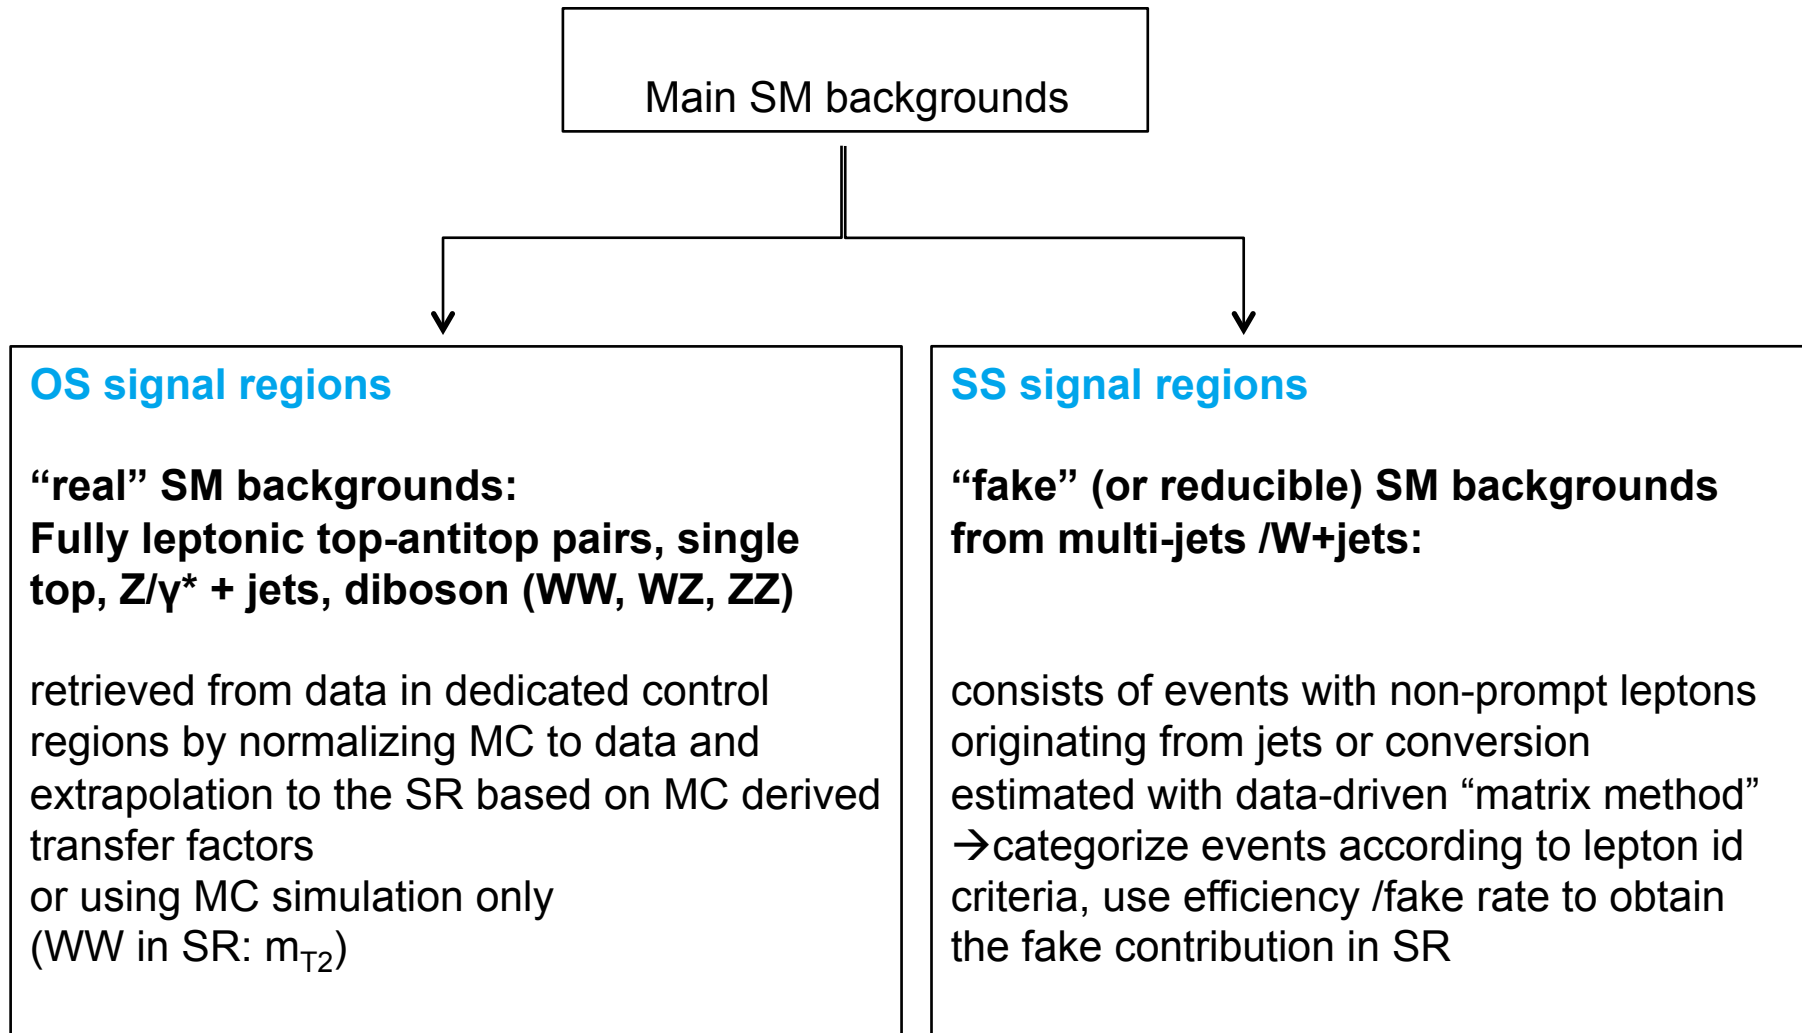 Main SM backgrounds
OS signal regions
“real” SM backgrounds:
Fully leptonic top-antitop pairs, single
top, Z/γ* + jets, diboson (WW, WZ, ZZ)
retrieved from data in dedicated control
regions by normalizing MC to data and
extrapolation to the SR based on MC derived
transfer factors
or using MC simulation only
(WW in SR: mT2)
SS signal regions
“fake” (or reducible) SM backgrounds
from multi-jets /W+jets:
consists of events with non-prompt leptons
originating from jets or conversion
estimated with data-driven “matrix method”
→categorize events according to lepton id
criteria, use efficiency /fake rate to obtain
the fake contribution in SR